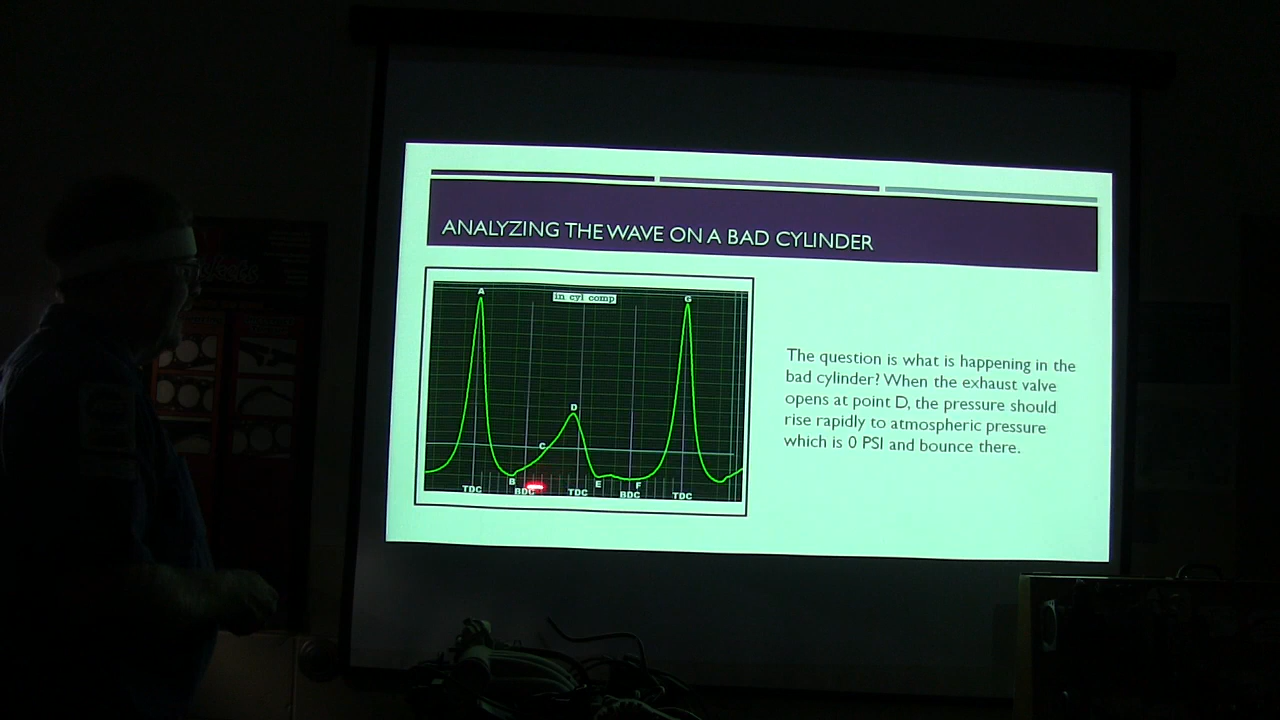 ANALYZING THE WAVE ON A BAD CYLINDER
A
in cyl comp
G
D
C
B
E
F
TDC
BDC
TDC
BDC
TDC
The question is what is happening in the
bad cylinder? When the exhaust valve
opens at point D, the pressure should
rise rapidly to atmospheric pressure
which is 0 PSI and bounce there.